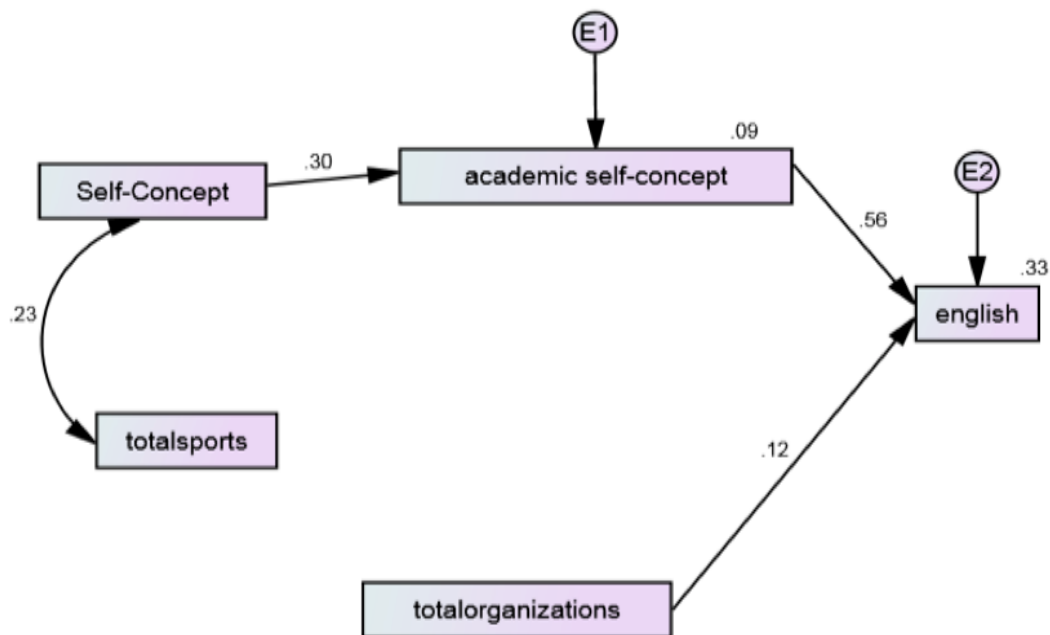 E1
.09
.30
Self-Concept
academic self-concept
E2
.56
.33
.23
english
totalsports
.12
totalorganizations